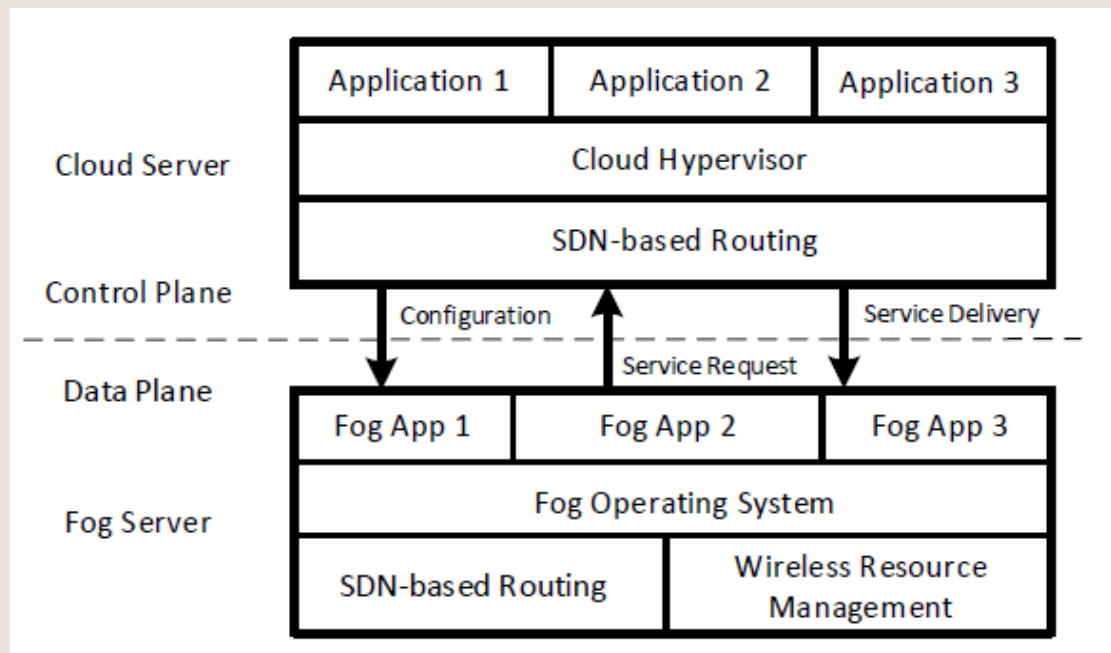 Application 1
Application 2
Application 3
Cloud Server
Cloud Hypervisor
SDN-based Routing
Control Plane
Configuration
Service Delivery
Service Request
Data Plane
Fog App 1
Fog App 2
Fog App 3
Fog Server
Fog Operating System
SDN-based Routing
Wireless Resource
Management